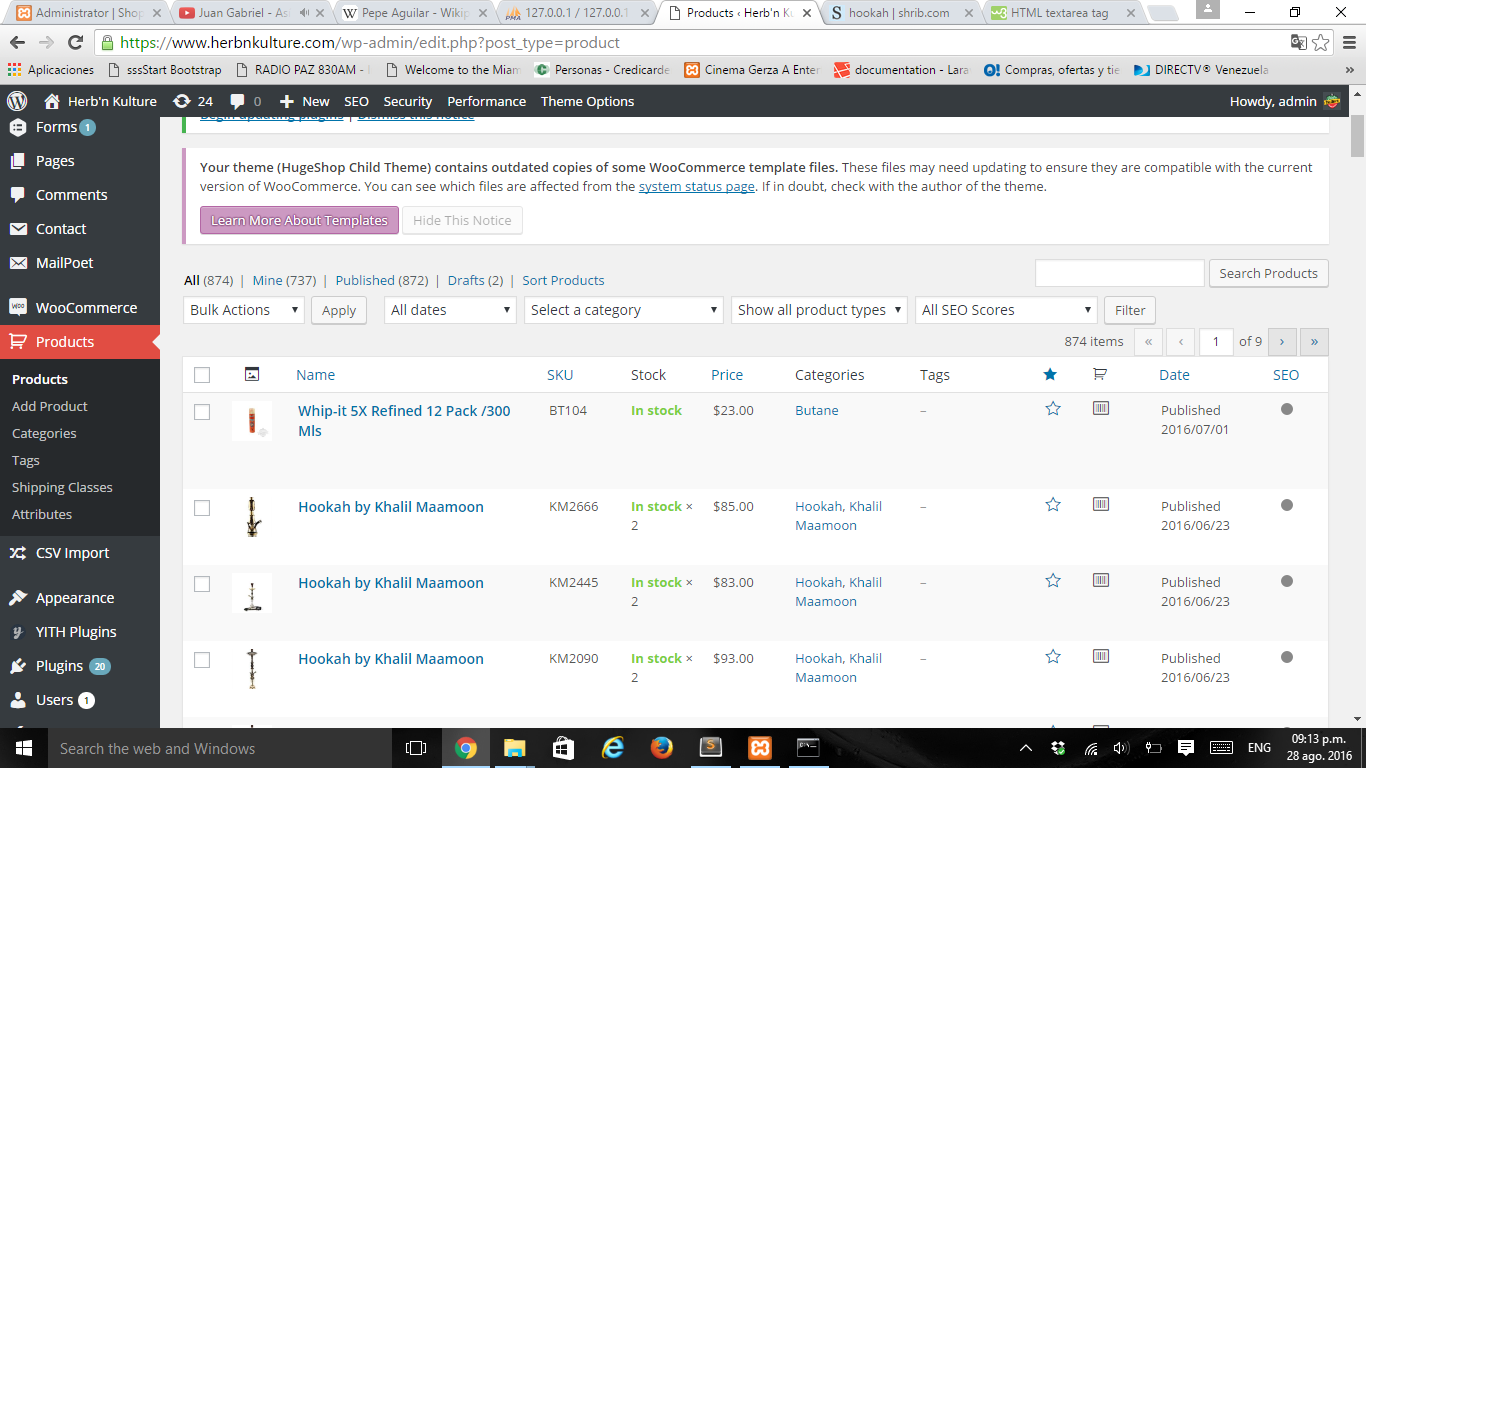 Administrator | Shop
Juan Gabriel - As
Pepe Aguilar - Wikip
127.0.0.1 / 127.0.0.1
Products ‹ Herb'n Ku
hookah | shrib.com
HTML textarea tag
https://www.herbnkulture.com/wp-admin/edit.php?post_type=product
Aplicaciones
sssStart Bootstrap
RADIO PAZ 830AM -
Welcome to the Miam
Personas - Credicarde
Cinema Gerza A Enter
documentation - Lara
Compras, ofertas y tie
DIRECTV® Venezuela
»
Herb'n Kulture 24 0 + New SEO Security Performance Theme Options Howdy, admin
Forms 1
Pages
Comments
Contact
MailPoet
WooCommerce
Products
Products
Add Product
Categories
Tags
Shipping Classes
Attributes
CSV Import
Appearance
YITH Plugins
Plugins 20
Users 1
Begin updating plugins | Dismiss this notice
Your theme (HugeShop Child Theme) contains outdated copies of some WooCommerce template files. These files may need updating to ensure they are compatible with the current
version of WooCommerce. You can see which files are affected from the system status page. If in doubt, check with the author of the theme.
Learn More About Templates Hide This Notice
All (874) | Mine (737) | Published (872) | Drafts (2) | Sort Products
Search Products
Bulk Actions Apply All dates Select a category Show all product types All SEO Scores Filter
874 items « ‹ 1 of 9 › »
Name SKU Stock Price Categories Tags Date SEO
Whip-it 5X Refined 12 Pack /300 BT104 In stock $23.00 Butane – Published
Mls 2016/07/01
Hookah by Khalil Maamoon KM2666 In stock × $85.00 Hookah, Khalil – Published
2 Maamoon 2016/06/23
Hookah by Khalil Maamoon KM2445 In stock × $83.00 Hookah, Khalil – Published
2 Maamoon 2016/06/23
Hookah by Khalil Maamoon KM2090 In stock × $93.00 Hookah, Khalil – Published
2 Maamoon 2016/06/23
Search the web and Windows
ENG
09:13 p.m.
28 ago. 2016